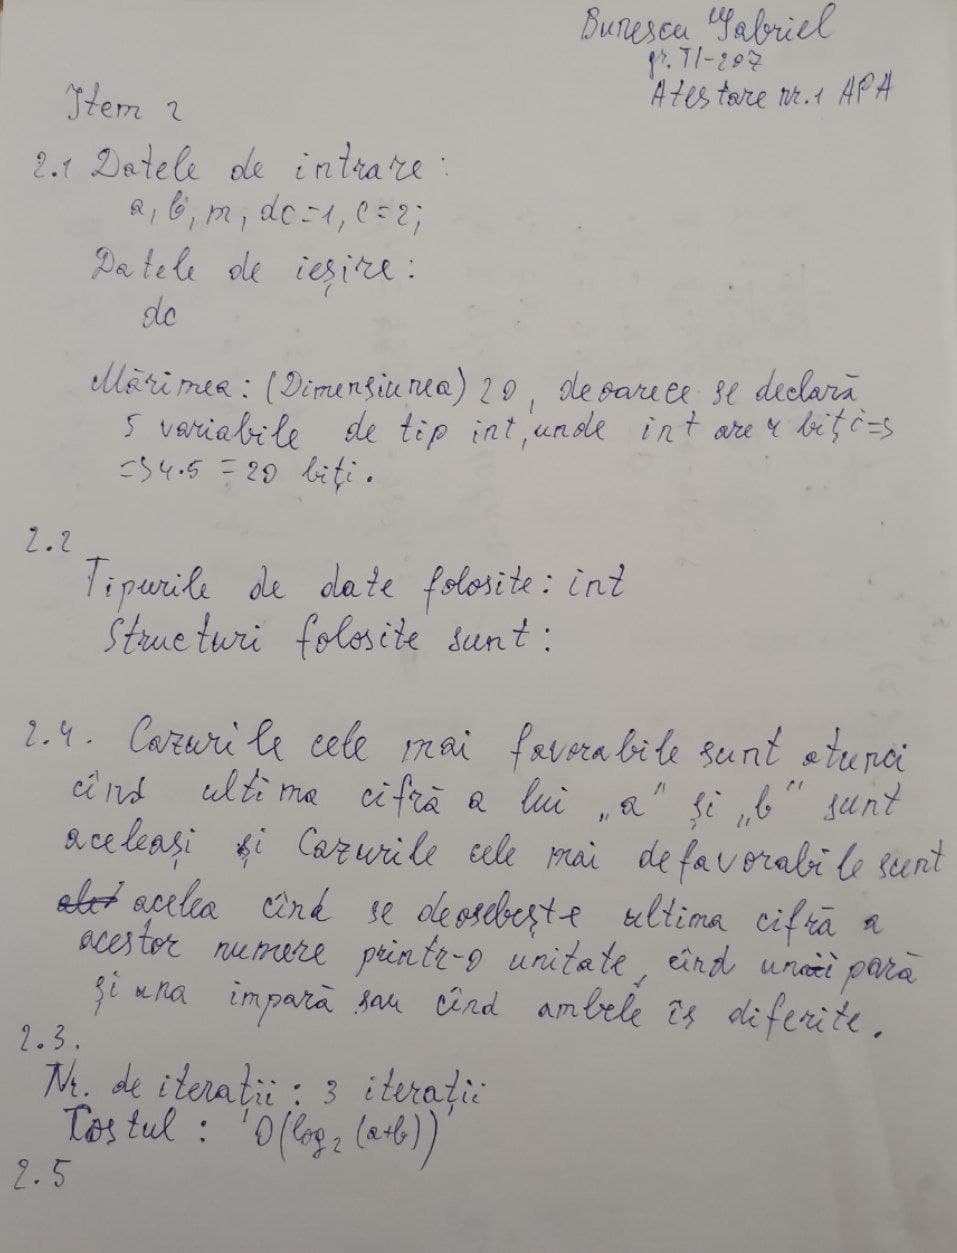 Bunescu Gabriel
gr. TI-207
Atestare nr.1 APA
Item 2
2.1 Datele de intrare:
a, b, m, dc=1, c=2;
Datele de ieșire:
dc
Mărimea: (Dimensiunea) 20, deoarece se declară
5 variabile de tip int, unde int are 4 biți =>
=> 4·5 = 20 biți.
2.2
Tipurile de date folosite: int
Structuri folosite sunt:
2.4. Cazurile cele mai favorabile sunt atunci
cînd ultima cifră a lui „a” și „b” sunt
aceleași și Cazurile cele mai defavorabile sunt
acelea cînd se deosebește ultima cifră a
acestor numere printr-o unitate, cînd una pară
și una impară sau cînd ambele îs diferite.
2.3.
Nr. de iterații: 3 iterații
Costul: O(log₂ (a+b))
2.5